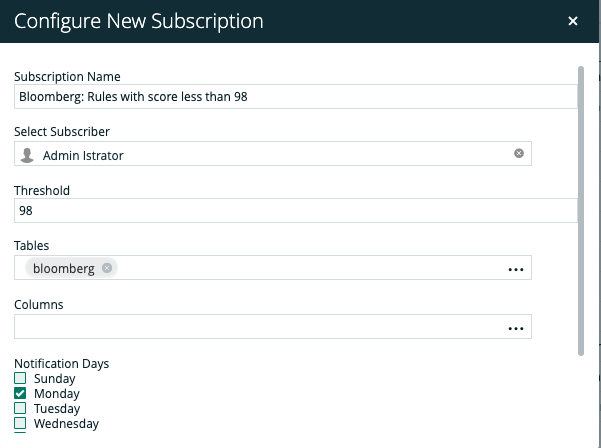 Configure New Subscription
Subscription Name
Bloomberg: Rules with score less than 98
Select Subscriber
Admin Istrator
Threshold
98
Tables
bloomberg
Columns
Notification Days
Sunday
Monday
Tuesday
Wednesday